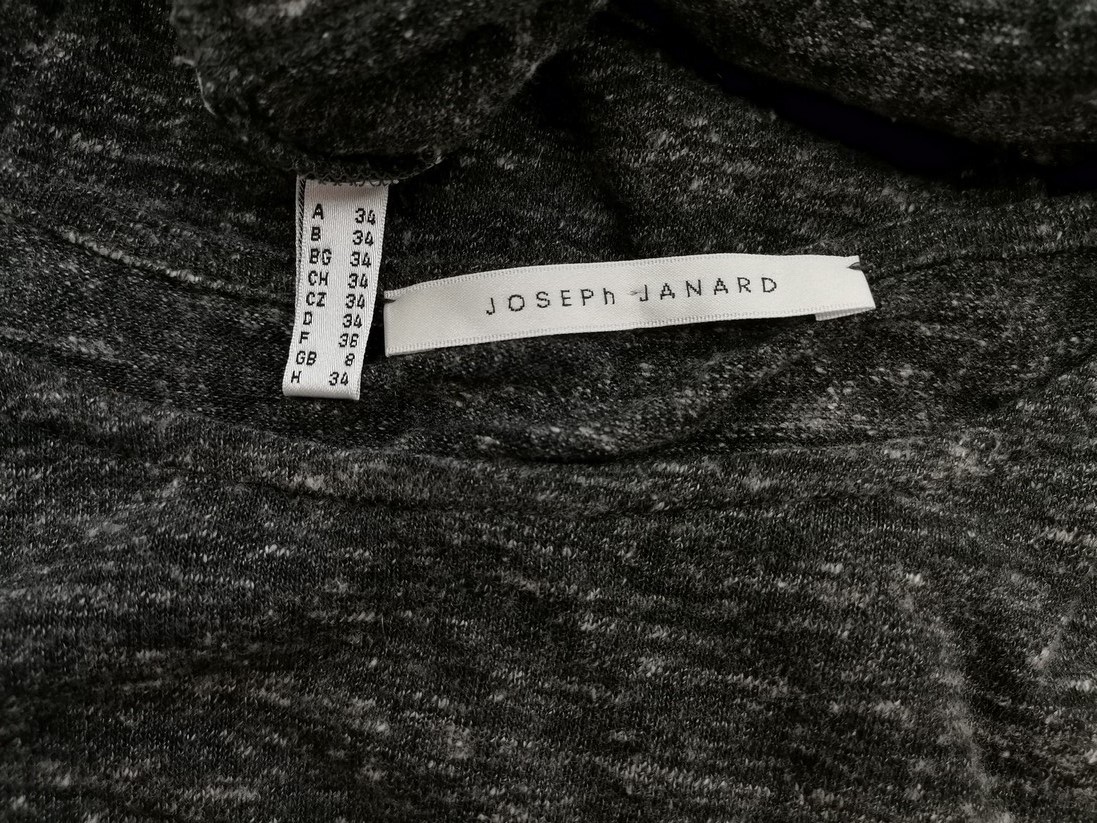 A 34
B 34
BG 34
CH 34
CZ 34
D 34
F 36
GB 8
H 34
JOSEPh JANARD